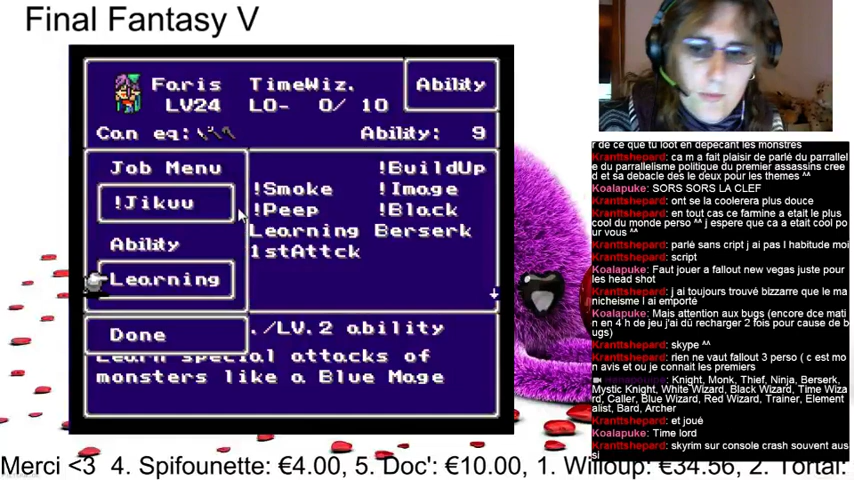 Final Fantasy V
Faris TimeWiz. Ability
LV24 LO- 0/ 10
Can eq: Ability: 9
Job Menu !BuildUp
!Smoke !Image
!Jikuu !Peep !Black
Learning Berserk
Ability 1stAttck
Learning
Done ./LV.2 ability
Learn special attacks of
monsters like a Blue Mage
r de ce que tu loot en depecant les monstres
Kranttshepard: ca m a fait plaisir de parlé du parralle
e du parralelisme politique du premier assassins cree
d et sa debacle des le deux pour les themes ^^
Koalapuke: SORS SORS LA CLEF
Kranttshepard: ont se la coolerera plus douce
Kranttshepard: en tout cas ce famine a etait le plus
cool du monde perso ^^ j espere que ca a etait cool po
ur vous ^^
Kranttshepard: parlé sans cript j ai pas l habitude moi
Kranttshepard: script
Koalapuke: Faut jouer a fallout new vegas juste pour
les head shot
Kranttshepard: j ai toujours trouvé bizzarre que le ma
nicheisme l ai emporté
Koalapuke: Mais attention aux bugs (encore dce mati
n en 4 h de jeu j'ai dû recharger 2 fois pour cause de b
ugs)
Kranttshepard: skype ^^
Kranttshepard: rien ne vaut fallout 3 perso ( c est mon
avis et ou je connait les premiers
Knight, Monk, Thief, Ninja, Berserk,
Mystic Knight, White Wizard, Black Wizard, Time Wiza
rd, Caller, Blue Wizard, Red Wizard, Trainer, Element
alist, Bard, Archer
Kranttshepard: et joué
Koalapuke: Time lord
Kranttshepard: skyrim sur console crash souvent aus
si
Merci <3 4. Spifounette: €4.00, 5. Doc': €10.00, 1. Willoup: €34.56, 2. Tortal: